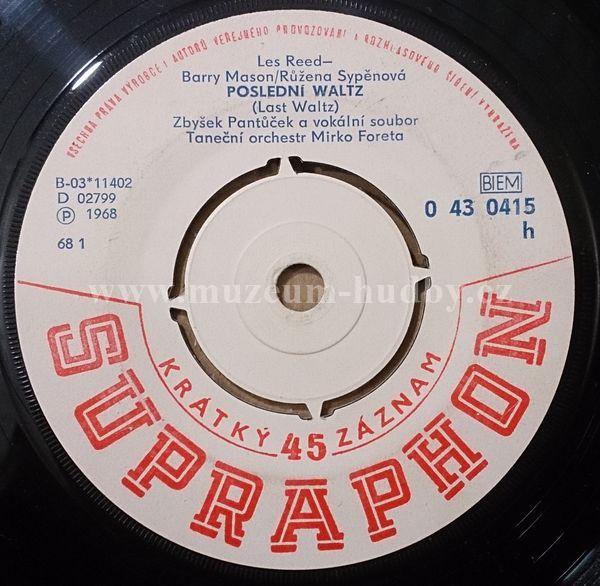 VŠECHNA PRÁVA VÝROBCE I AUTORŮ VEŘEJNÉHO PROVOZOVÁNÍ A ROZHLASOVÉHO ŠÍŘENÍ VYHRAŽENA
Les Reed–
Barry Mason/Růžena Sypěnová
POSLEDNÍ WALTZ
(Last Waltz)
Zbyšek Pantůček a vokální soubor
Taneční orchestr Mirko Foreta
B-03*11402
D 02799
Ⓟ 1968
68 1
BIEM
0 43 0415
h
www.muzeum-hudby.cz
KRÁTKÝ 45 ZÁZNAM
SUPRAPHON